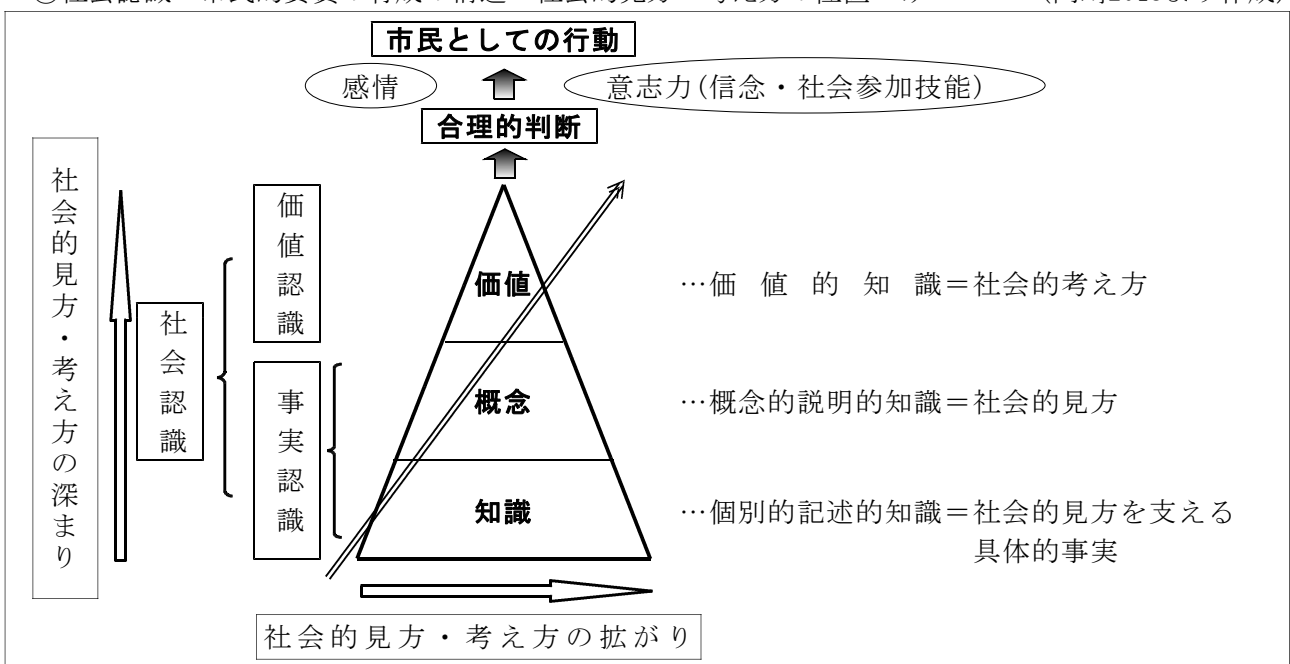 市民としての行動
感情
意志力(信念・社会参加技能)
合理的判断
社会的見方・考え方の深まり
社会認識
価値認識
事実認識
価値
…価値的知識＝社会的考え方
概念
…概念的説明的知識＝社会的見方
知識
…個別的記述的知識＝社会的見方を支える
具体的事実
社会的見方・考え方の拡がり